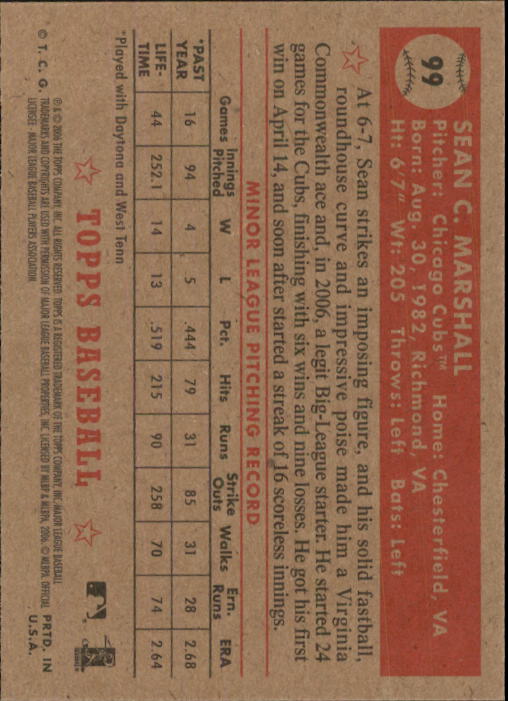 99
SEAN C. MARSHALL
Pitcher: Chicago Cubs™ Home: Chesterfield, VA
Born: Aug. 30, 1982, Richmond, VA
Ht: 6'7" Wt: 205 Throws: Left Bats: Left
At 6-7, Sean strikes an imposing figure, and his solid fastball,
roundhouse curve and impressive poise made him a Virginia
Commonwealth ace and, in 2006, a legit Big-League starter. He started 24
games for the Cubs, finishing with six wins and nine losses. He got his first
win on April 14, and soon after started a streak of 16 scoreless innings.
MINOR LEAGUE PITCHING RECORD
Games Innings Pitched W L Pct. Hits Runs Strike Outs Walks Ern. Runs ERA
*PAST YEAR 16 94 4 5 .444 79 31 85 31 28 2.68
LIFE-TIME 44 252.1 14 13 .519 215 90 258 70 74 2.64
*Played with Daytona and West Tenn
TOPPS BASEBALL
© T. C. G.
PRTD. IN
U.S.A.